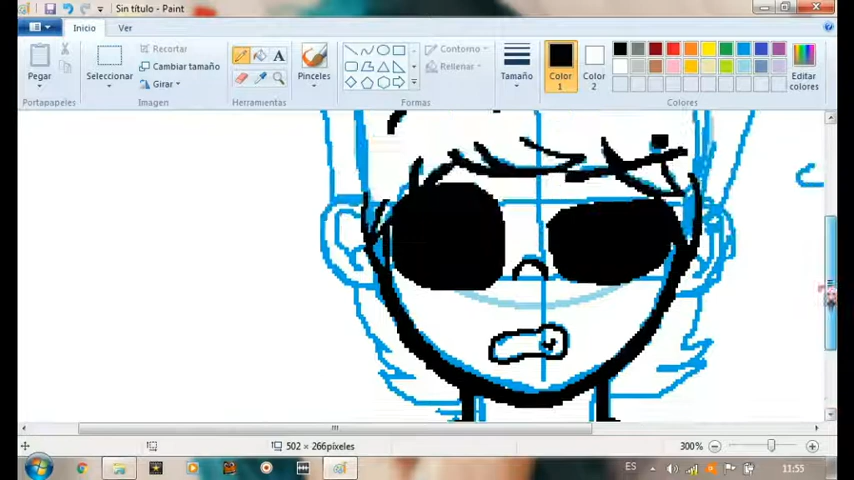 Sin título - Paint
Inicio Ver
Pegar
Portapapeles
Seleccionar
Recortar
Cambiar tamaño
Girar
Imagen
A
Herramientas
Pinceles
Contorno
Rellenar
Formas
Tamaño
Color 1
Color 2
Editar colores
Colores
502 × 266píxeles
300%
ES
11:55